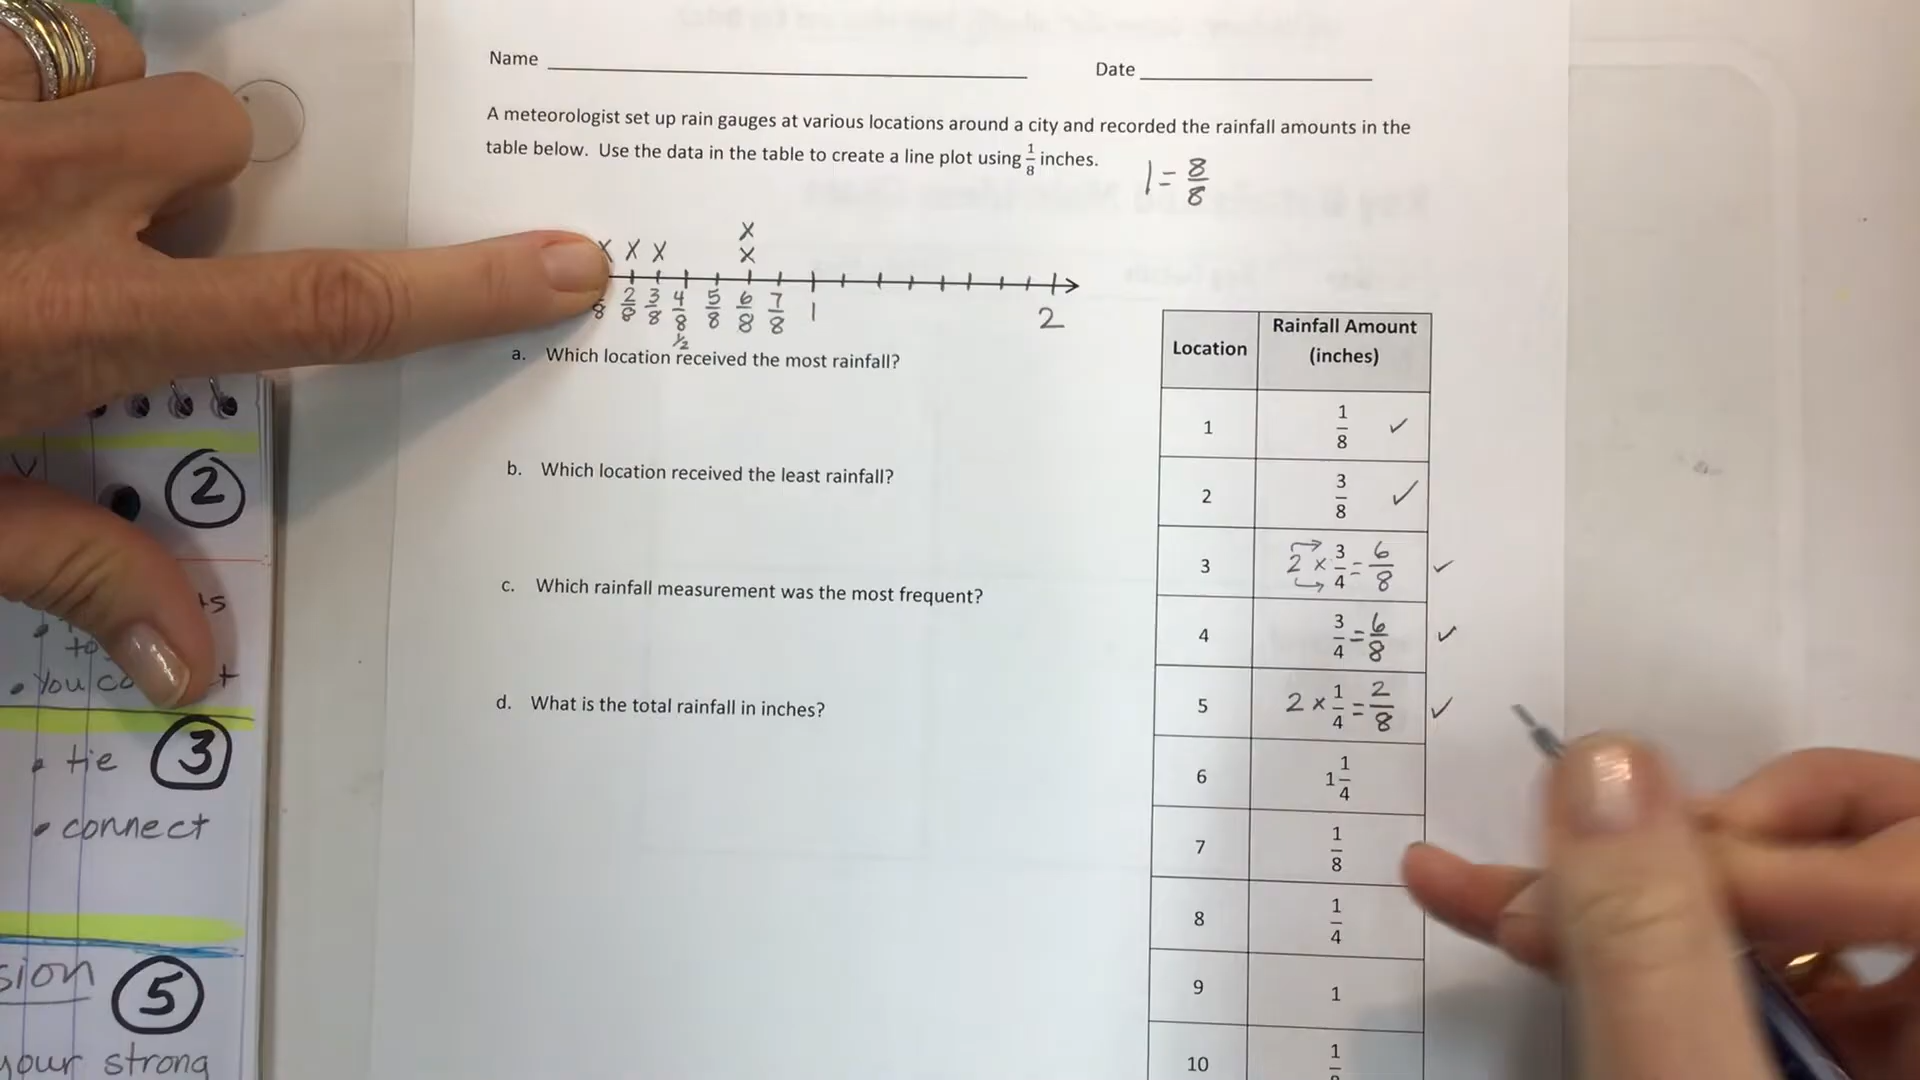 Name
Date
A meteorologist set up rain gauges at various locations around a city and recorded the rainfall amounts in the
table below. Use the data in the table to create a line plot using 1/8 inches.
1 = 8/8
X
X X X X
8 2/8 3/8 4/8 5/8 6/8 7/8 1 2
1/2
a. Which location received the most rainfall?
b. Which location received the least rainfall?
c. Which rainfall measurement was the most frequent?
d. What is the total rainfall in inches?
Location Rainfall Amount
(inches)
1 1/8 ✓
2 3/8 ✓
3 2 × 3/4 = 6/8 ✓
4 3/4 = 6/8 ✓
5 2 × 1/4 = 2/8 ✓
6 1 1/4
7 1/8
8 1/4
9 1
10 1
2
to
• You
3
• tie
• connect
sion
5
your strong